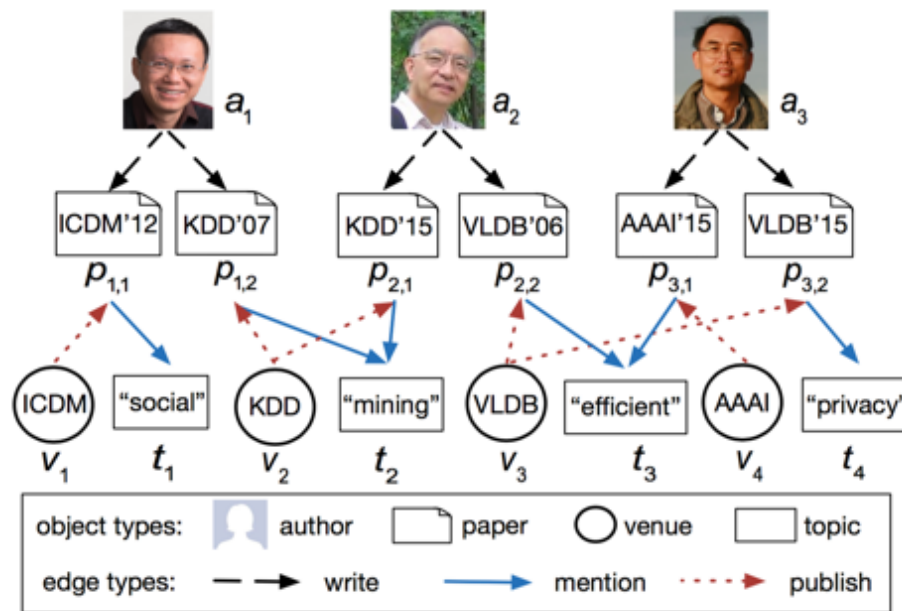 a1 a2 a3
ICDM’12 KDD’07 KDD’15 VLDB’06 AAAI’15 VLDB’15
p1,1 p1,2 p2,1 p2,2 p3,1 p3,2
ICDM “social” KDD “mining” VLDB “efficient” AAAI “privacy”
v1 t1 v2 t2 v3 t3 v4 t4
object types: author paper venue topic
edge types: write mention publish